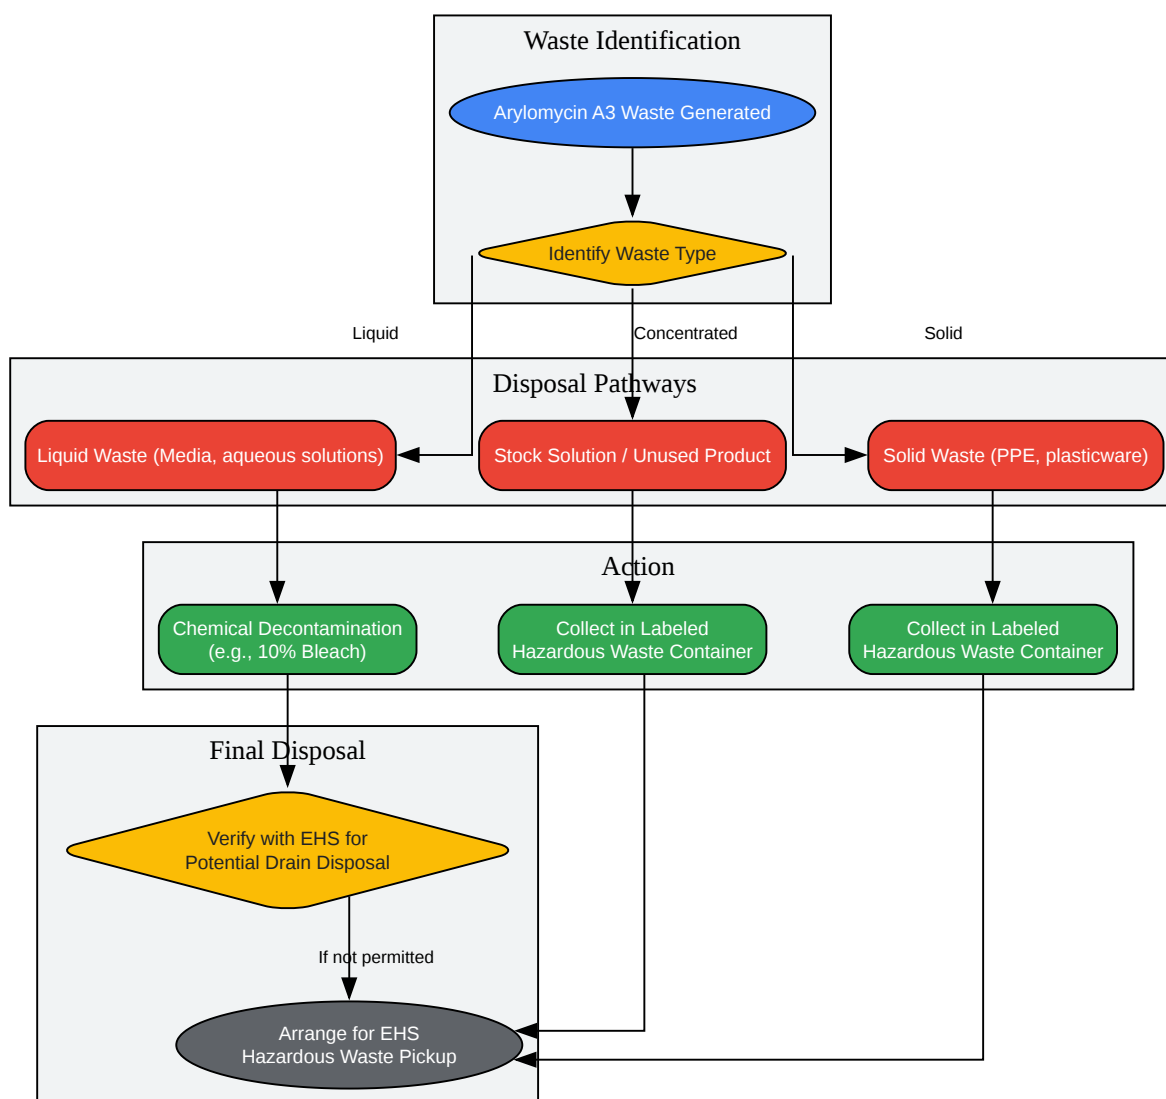 Waste Identification
Arylomycin A3 Waste Generated
Identify Waste Type
Liquid
Concentrated
Solid
Disposal Pathways
Liquid Waste (Media, aqueous solutions)
Stock Solution / Unused Product
Solid Waste (PPE, plasticware)
Action
Chemical Decontamination
(e.g., 10% Bleach)
Collect in Labeled
Hazardous Waste Container
Collect in Labeled
Hazardous Waste Container
Final Disposal
Verify with EHS for
Potential Drain Disposal
If not permitted
Arrange for EHS
Hazardous Waste Pickup